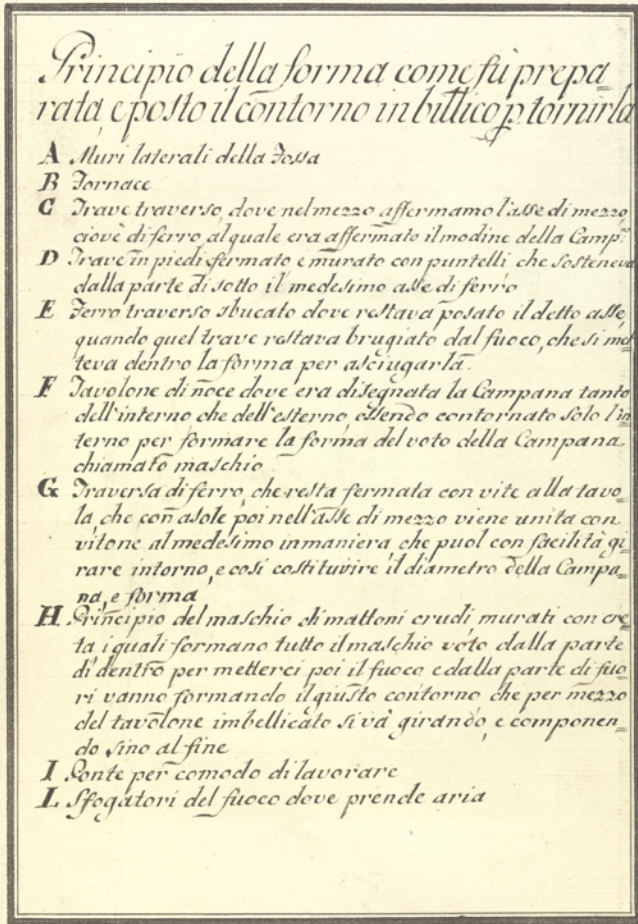 Principio della forma come fù prepa=
rata, e posto il contorno in billico p. tornirla
A Muri laterali della Fossa
B Fornace
C Trave traverso, dove nel mezzo affermamo l'asse di mezzo,
ciovè di ferro, al quale era affermato il modine della Camp.ª
D Trave in piedi fermato e murato con puntelli che sosteneva
dalla parte di sotto il medesimo asse di ferro
E Ferro traverso sbucato dove restava posato il detto asse,
quando quel trave restava brugiato dal fuoco, che si met=
teva dentro la forma per asciugarla.
F Tavolone di noce dove era disegnata la Campana tanto
dell'interno che dell'esterno, essendo contornato solo l'in=
terno per formare la forma del voto della Campana
chiamato maschio.
G Traversa di ferro, che resta fermata con vite alla tavo=
la, che con asole poi nell'asse di mezzo viene unita con
vitone al medesimo in maniera, che puol con facilità gi=
rare intorno, e così costituvire il diametro della Campa=
na, e forma
H Principio del maschio di mattoni crudi murati con cre=
ta i quali formano tutto il maschio vòto dalla parte
di dentro per metterci poi il fuoco e dalla parte di fuo=
ri vanno formando il giusto contorno, che per mezzo
del tavolone imbellicato si và girando, e componen=
do sino al fine
I Ponte per comodo di lavorare
L Sfogatori del fuoco dove prende aria